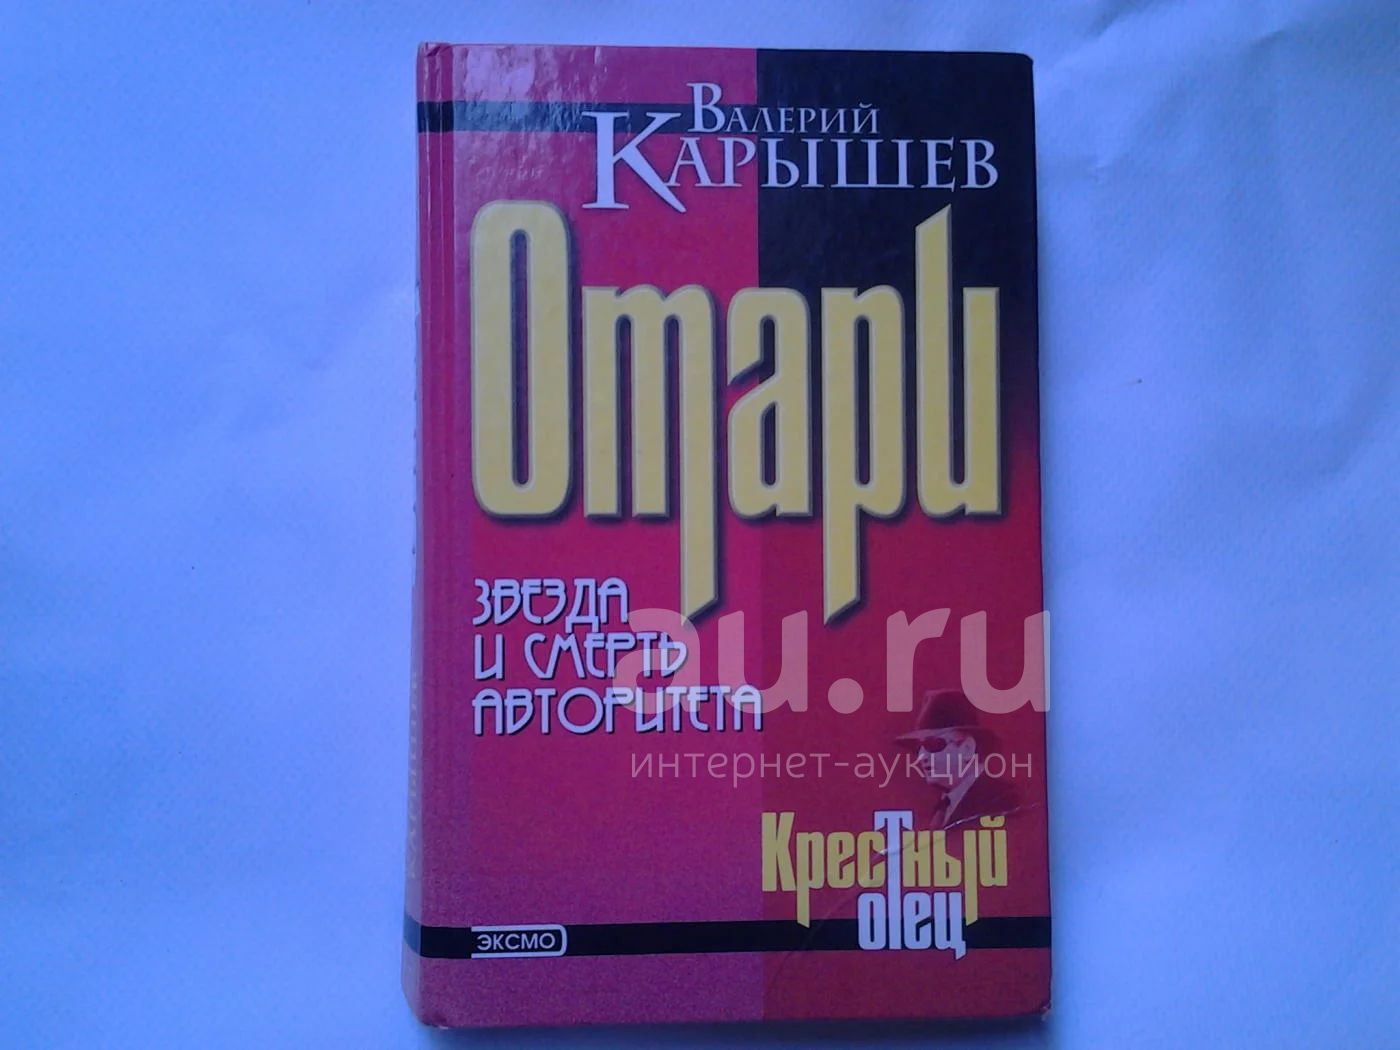 Валерий
Карышев
Отари
звезда
и смерть
авторитета
au.ru
интернет-аукцион
Крестный
отец
ЭКСМО